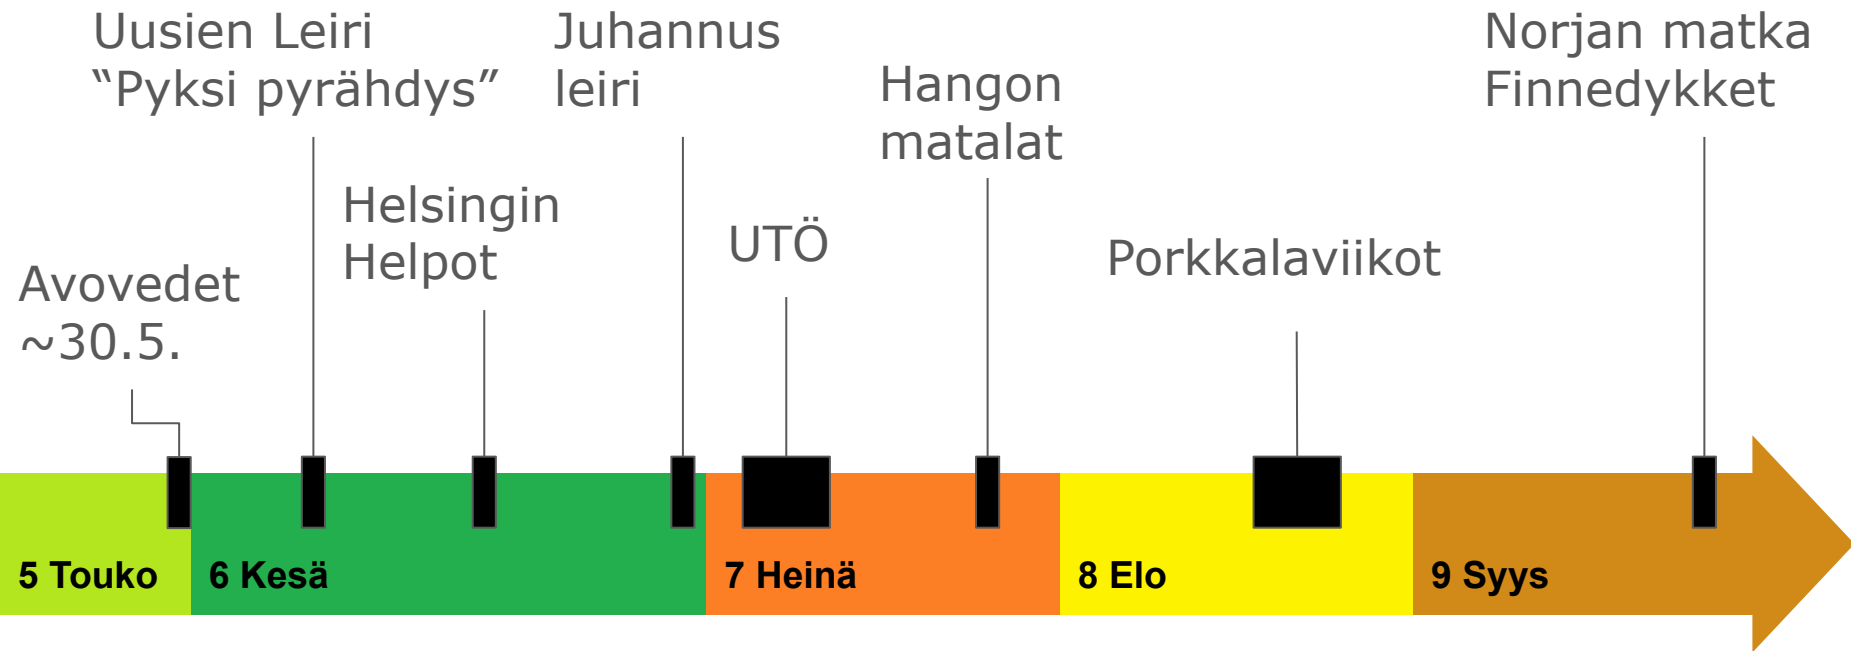 Uusien Leiri
“Pyksi pyrähdys”
Juhannus
leiri
Hangon
matalat
Norjan matka
Finnedykket
Helsingin
Helpot
UTÖ
Porkkalaviikot
Avovedet
~30.5.
5 Touko
6 Kesä
7 Heinä
8 Elo
9 Syys